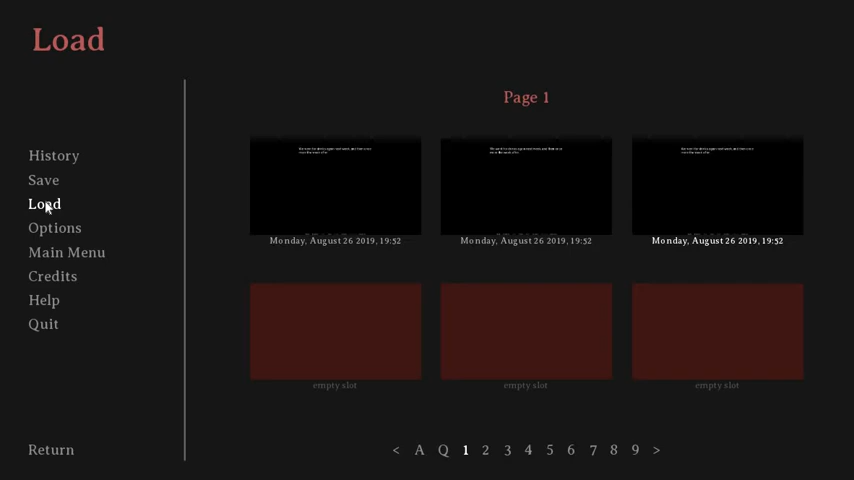 Load
Page 1
History
Save
Load
Options
Main Menu
Credits
Help
Quit
Return
Monday, August 26 2019, 19:52
Monday, August 26 2019, 19:52
Monday, August 26 2019, 19:52
empty slot
empty slot
empty slot
< A Q 1 2 3 4 5 6 7 8 9 >